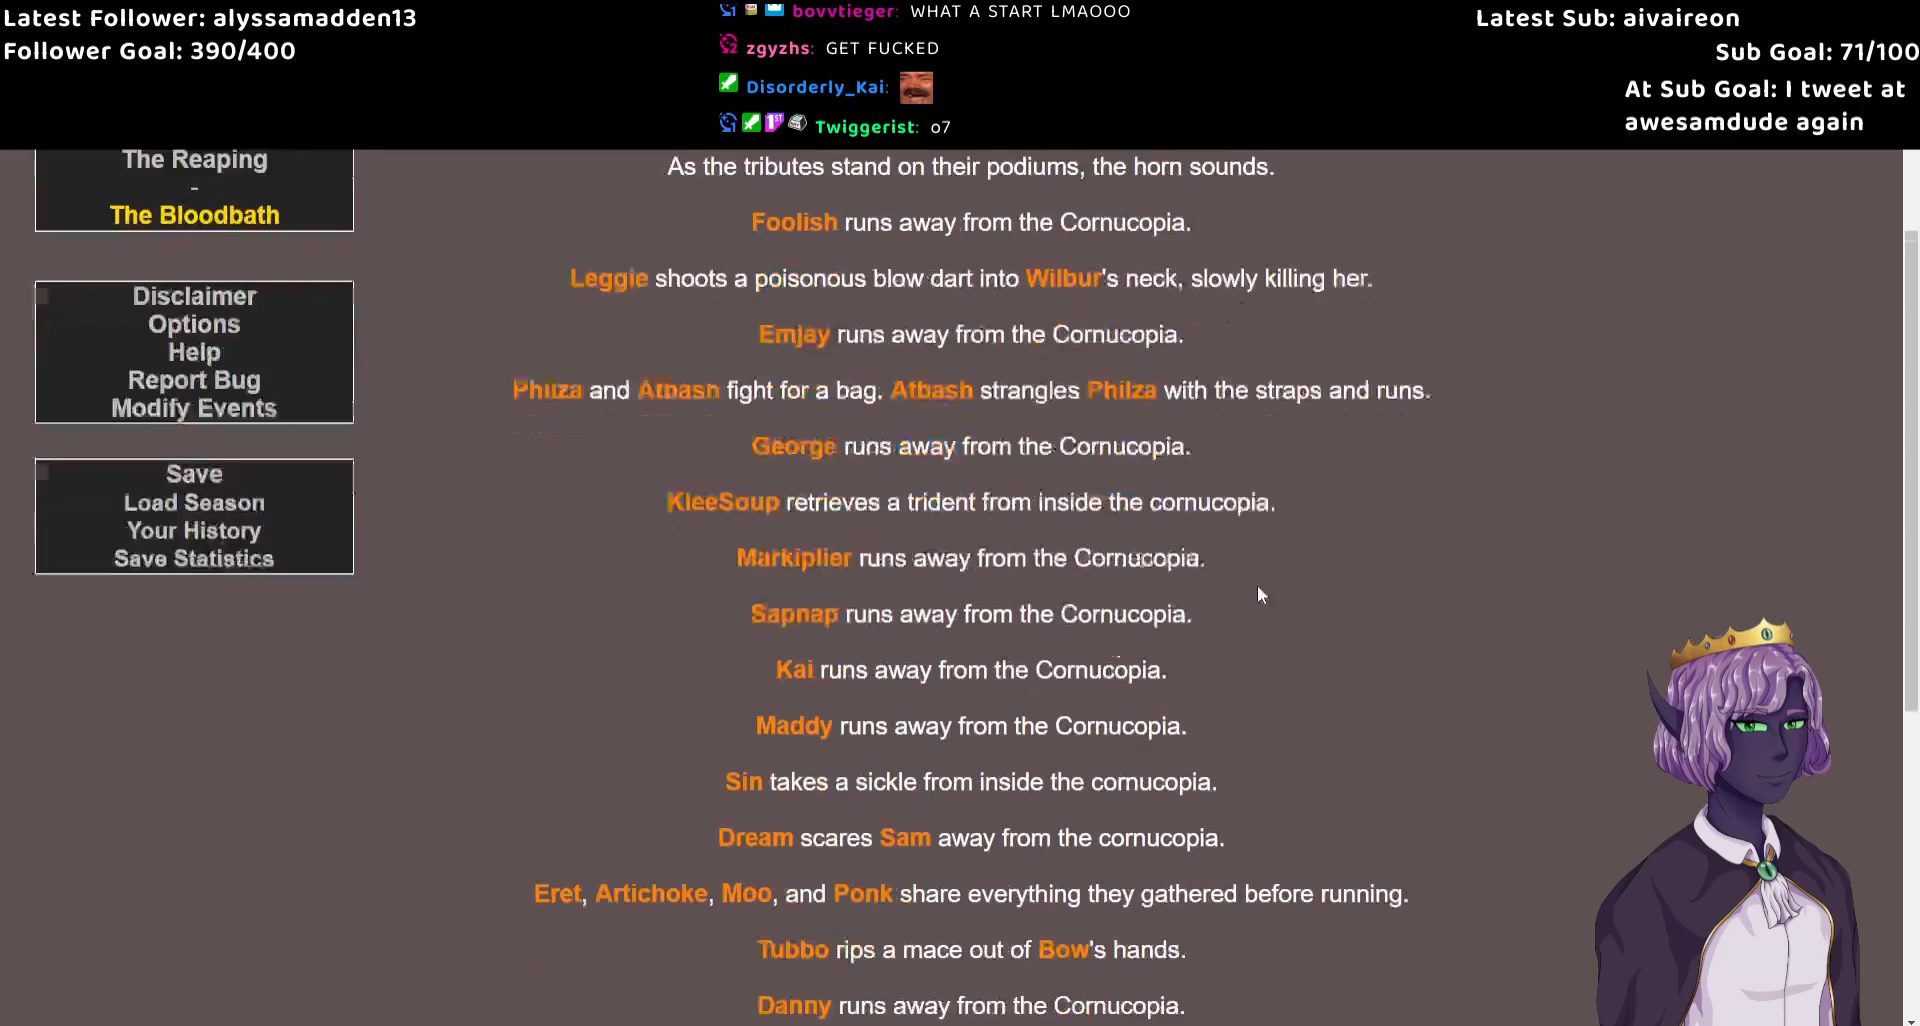 Latest Follower: alyssamadden13
Follower Goal: 390/400
bovvtieger: WHAT A START LMAOOO
zgyzhs: GET FUCKED
Disorderly_Kai:
1ST Twiggerist: o7
Latest Sub: aivaireon
Sub Goal: 71/100
At Sub Goal: I tweet at
awesamdude again
The Reaping
-
The Bloodbath
Disclaimer
Options
Help
Report Bug
Modify Events
Save
Load Season
Your History
Save Statistics
As the tributes stand on their podiums, the horn sounds.
Foolish runs away from the Cornucopia.
Leggie shoots a poisonous blow dart into Wilbur's neck, slowly killing her.
Emjay runs away from the Cornucopia.
Philza and Atbash fight for a bag. Atbash strangles Philza with the straps and runs.
George runs away from the Cornucopia.
KleeSoup retrieves a trident from inside the cornucopia.
Markiplier runs away from the Cornucopia.
Sapnap runs away from the Cornucopia.
Kai runs away from the Cornucopia.
Maddy runs away from the Cornucopia.
Sin takes a sickle from inside the cornucopia.
Dream scares Sam away from the cornucopia.
Eret, Artichoke, Moo, and Ponk share everything they gathered before running.
Tubbo rips a mace out of Bow's hands.
Danny runs away from the Cornucopia.